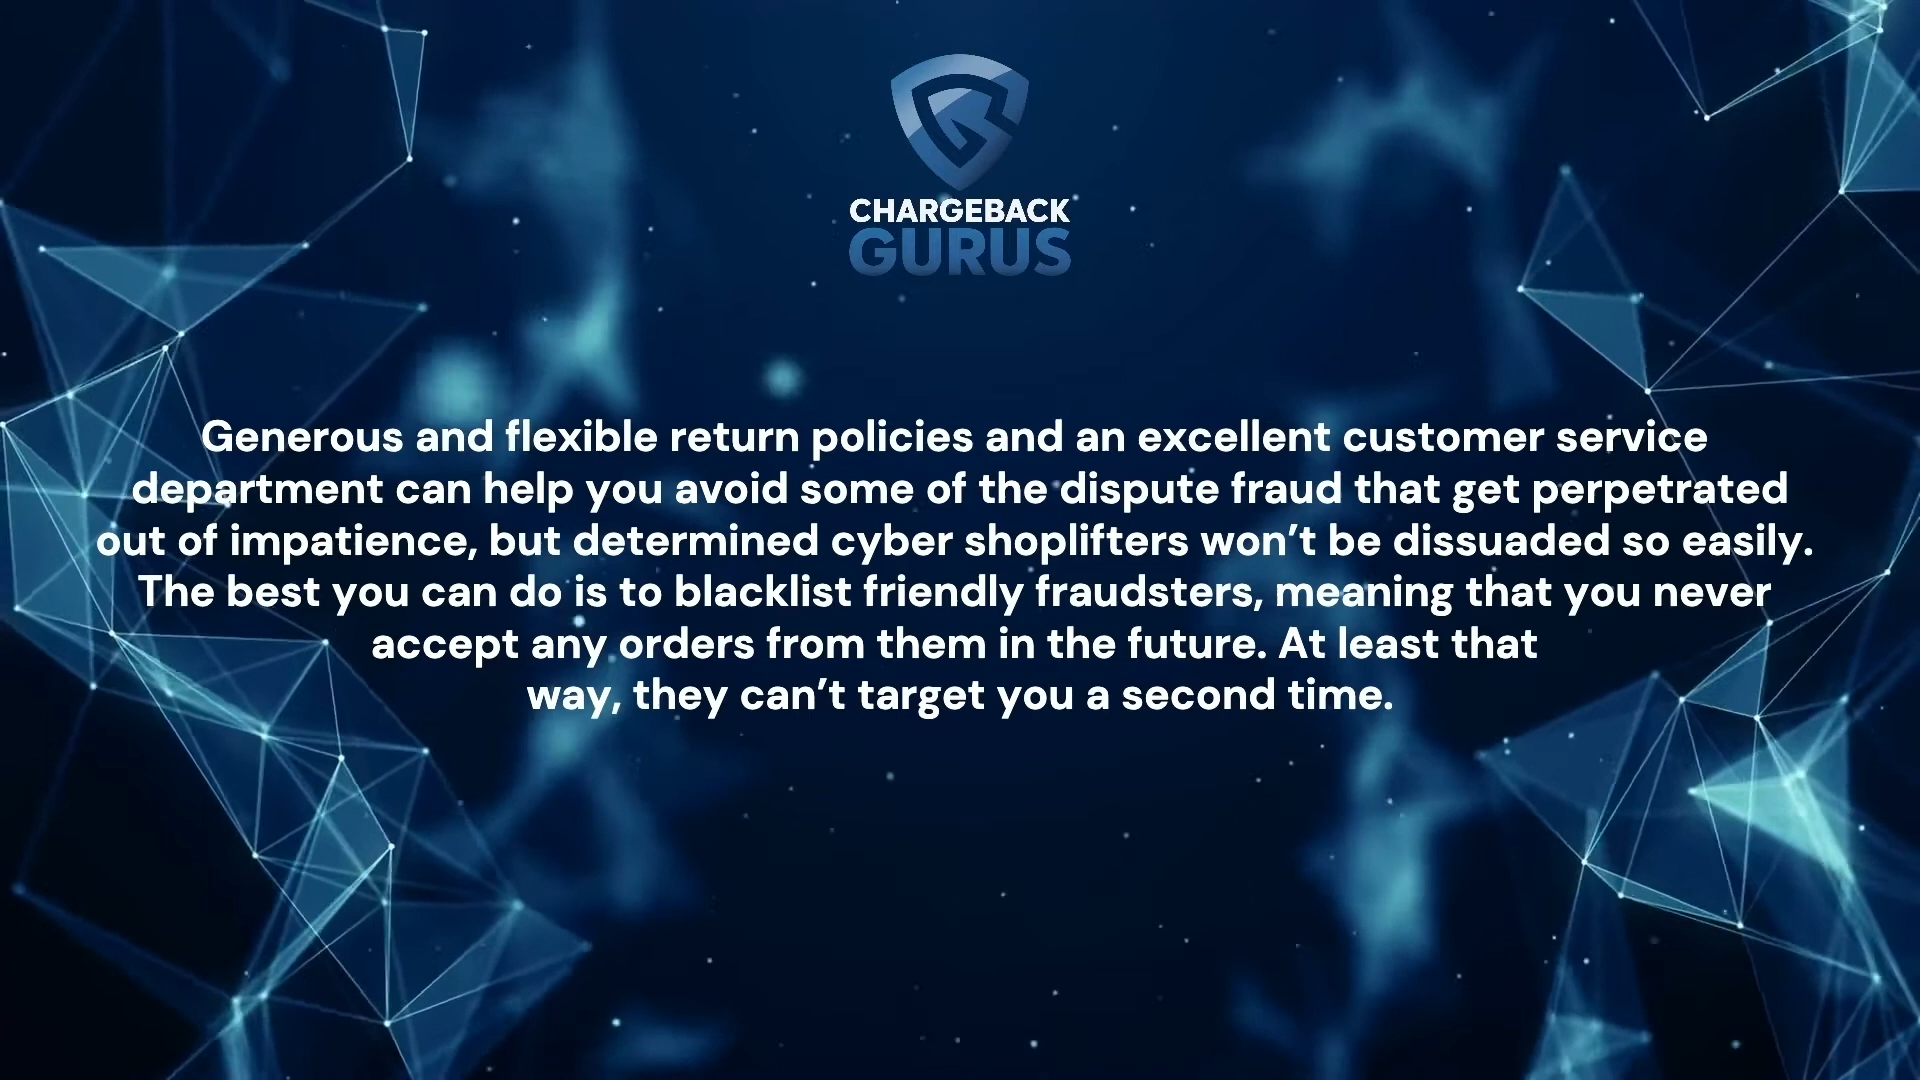 CHARGEBACK
GURUS
Generous and flexible return policies and an excellent customer service
department can help you avoid some of the dispute fraud that get perpetrated
out of impatience, but determined cyber shoplifters won’t be dissuaded so easily.
The best you can do is to blacklist friendly fraudsters, meaning that you never
accept any orders from them in the future. At least that
way, they can’t target you a second time.